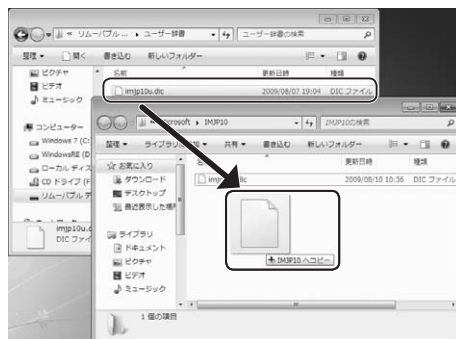 « リム-バブル... ▸ ユーザー辞書
ユーザー辞書の検索
整理 ▼ 開く 書き込む 新しいフォルダー
ピクチャ
ビデオ
ミュージック
コンピューター
Windows 7 (C:
WindowsRE (D
ローカル ディス
CD ドライブ (F
リムーバブル デ
名前 更新日時 種類
imjp10u.dic 2009/08/07 19:04 DIC ファイル
imjp10u.d
DIC ファイ
Microsoft ▸ IMJP10
IMJP10の検索
整理 ▼ ライブラリ 共有 ▼ 書き込む 新しいフォルダー
更新日時 種類
2009/08/10 10:36 DIC ファイル
お気に入り
ダウンロード
デスクトップ
最近表示した場所
ライブラリ
ドキュメント
ピクチャ
ビデオ
ミュージック
IMJP10 へコピー
1 個の項目